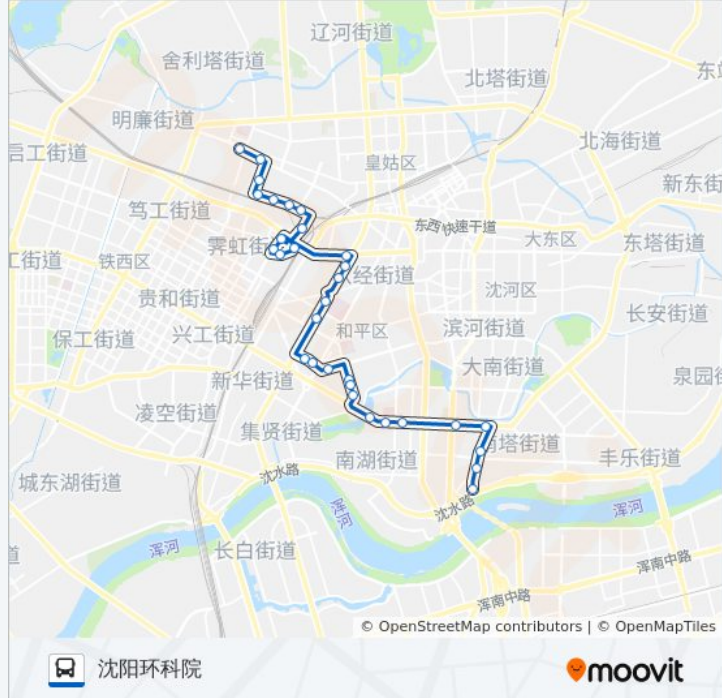 辽河街道
舍利塔街道
北塔街道
东站
明廉街道
北海街道
启工街道
皇姑区
新东街
笃工街道
东西快速干道
大东区
东塔街道
霁虹街
工街道
铁西区
经街道
沈河区
贵和街道
长安街道
滨河街道
和平区
兴工街道
保工街道
大南街道
新华街道
泉园街
凌空街道
集贤街道
塔街道
南湖街道
丰乐街道
沈水路
城东湖街道
沈水路
浑河
浑河
浑河
长白街道
道
浑南中路
浑南中路
© OpenStreetMap contributors | © OpenMapTiles
沈阳环科院
moovit